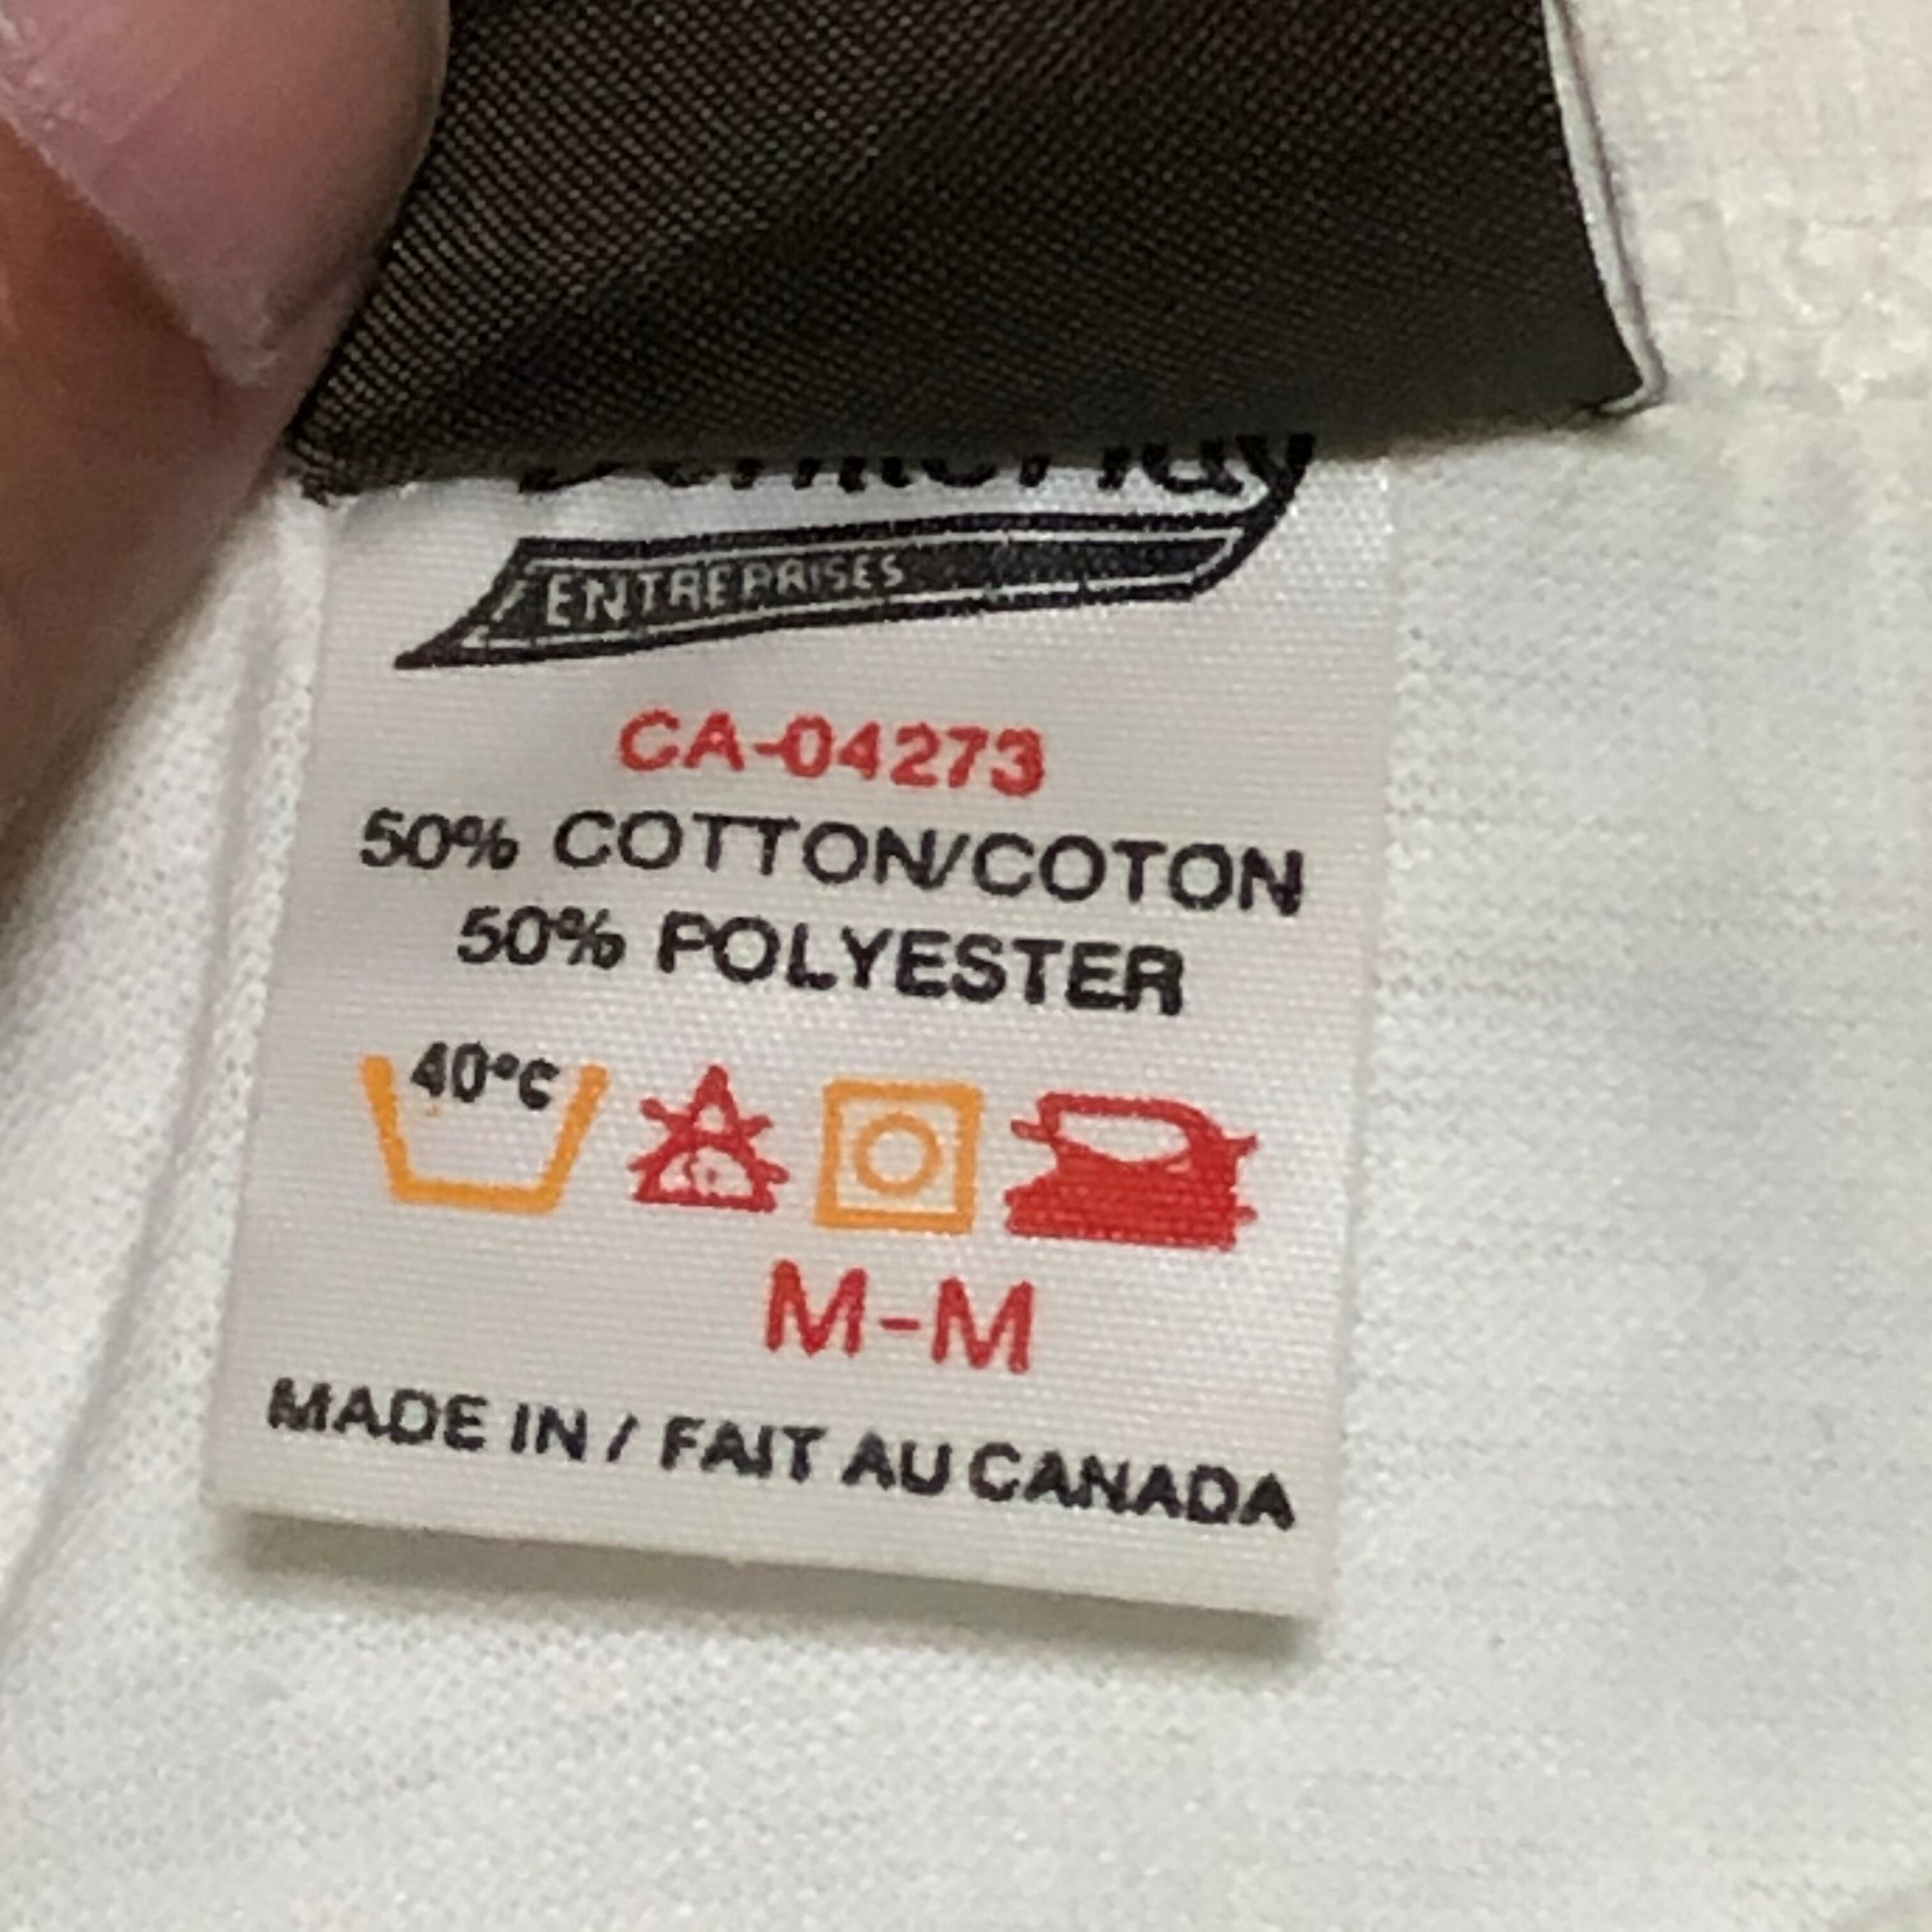 ENTREPRISES
CA-04273
50% COTTON/COTON
50% POLYESTER
40°C
M-M
MADE IN / FAIT AU CANADA